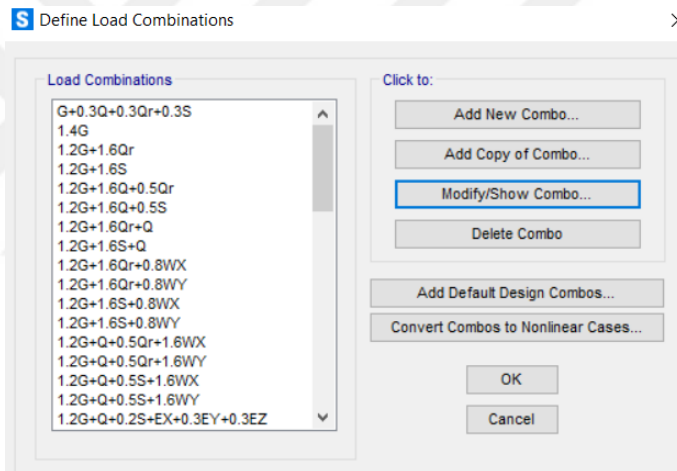 S Define Load Combinations
Load Combinations
G+0.3Q+0.3Qr+0.3S
1.4G
1.2G+1.6Qr
1.2G+1.6S
1.2G+1.6Q+0.5Qr
1.2G+1.6Q+0.5S
1.2G+1.6Qr+Q
1.2G+1.6S+Q
1.2G+1.6Qr+0.8WX
1.2G+1.6Qr+0.8WY
1.2G+1.6S+0.8WX
1.2G+1.6S+0.8WY
1.2G+Q+0.5Qr+1.6WX
1.2G+Q+0.5Qr+1.6WY
1.2G+Q+0.5S+1.6WX
1.2G+Q+0.5S+1.6WY
1.2G+Q+0.2S+EX+0.3EY+0.3EZ
Click to:
Add New Combo...
Add Copy of Combo...
Modify/Show Combo...
Delete Combo
Add Default Design Combos...
Convert Combos to Nonlinear Cases...
OK
Cancel